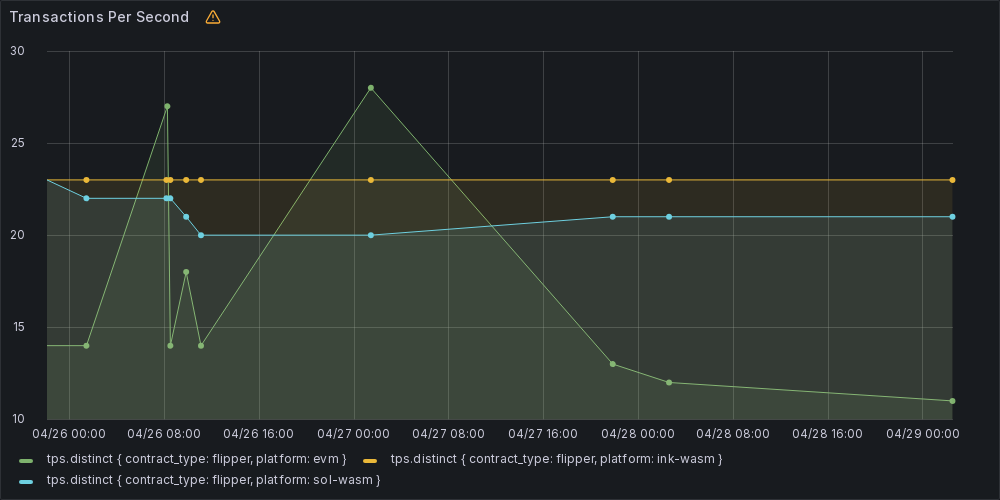 Transactions Per Second
30
25
20
15
10
04/26 00:00 04/26 08:00 04/26 16:00 04/27 00:00 04/27 08:00 04/27 16:00 04/28 00:00 04/28 08:00 04/28 16:00 04/29 00:00
tps.distinct { contract_type: flipper, platform: evm } tps.distinct { contract_type: flipper, platform: ink-wasm }
tps.distinct { contract_type: flipper, platform: sol-wasm }